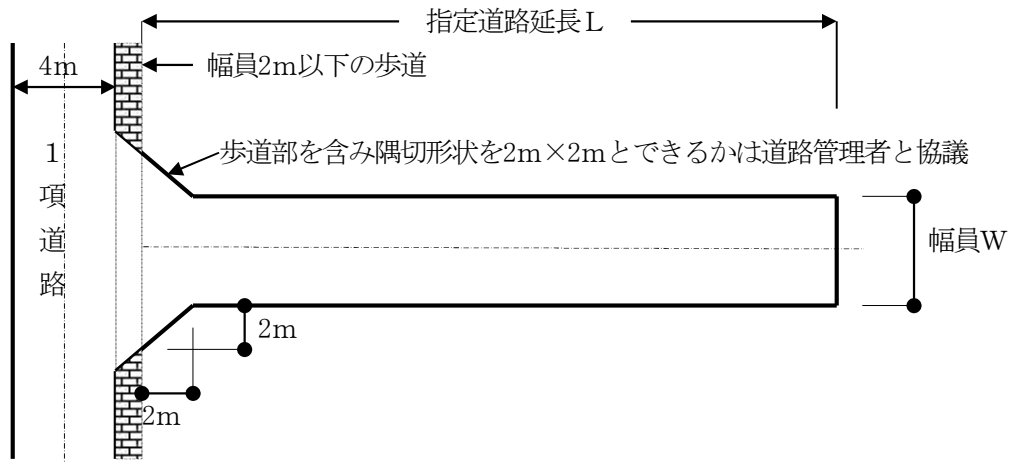 指定道路延長L
4m
幅員2m以下の歩道
1項道路
歩道部を含み隅切形状を2m×2mとできるかは道路管理者と協議
幅員W
2m
2m